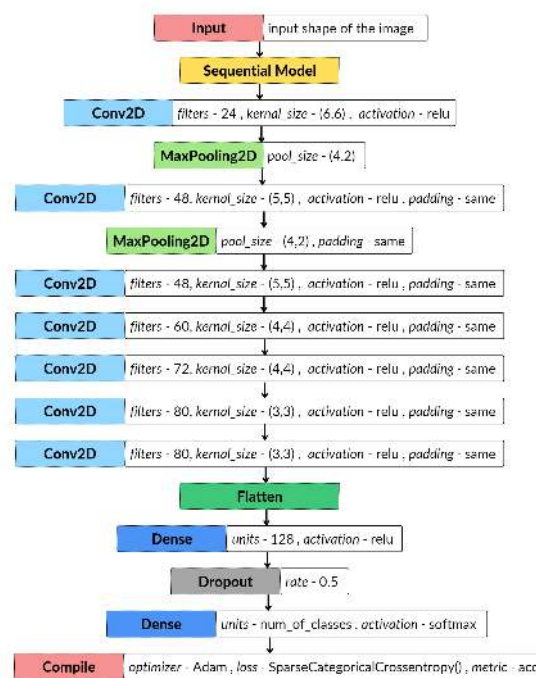 Input input shape of the image
Sequential Model
Conv2D filters - 24 , kernal_size - (6,6) , activation - relu
MaxPooling2D pool_size - (4,2)
Conv2D filters - 48, kernal_size - (5,5) , activation - relu , padding - same
MaxPooling2D pool_size - (4,2) , padding - same
Conv2D filters - 48, kernal_size - (5,5) , activation - relu , padding - same
Conv2D filters - 60, kernal_size - (4,4) , activation - relu , padding - same
Conv2D filters - 72, kernal_size - (4,4) , activation - relu , padding - same
Conv2D filters - 80, kernal_size - (3,3) , activation - relu , padding - same
Conv2D filters - 80, kernal_size - (3,3) , activation - relu , padding - same
Flatten
Dense units - 128 , activation - relu
Dropout rate - 0.5
Dense units - num_of_classes , activation - softmax
Compile optimizer - Adam , loss - SparseCategoricalCrossentropy() , metric - acc